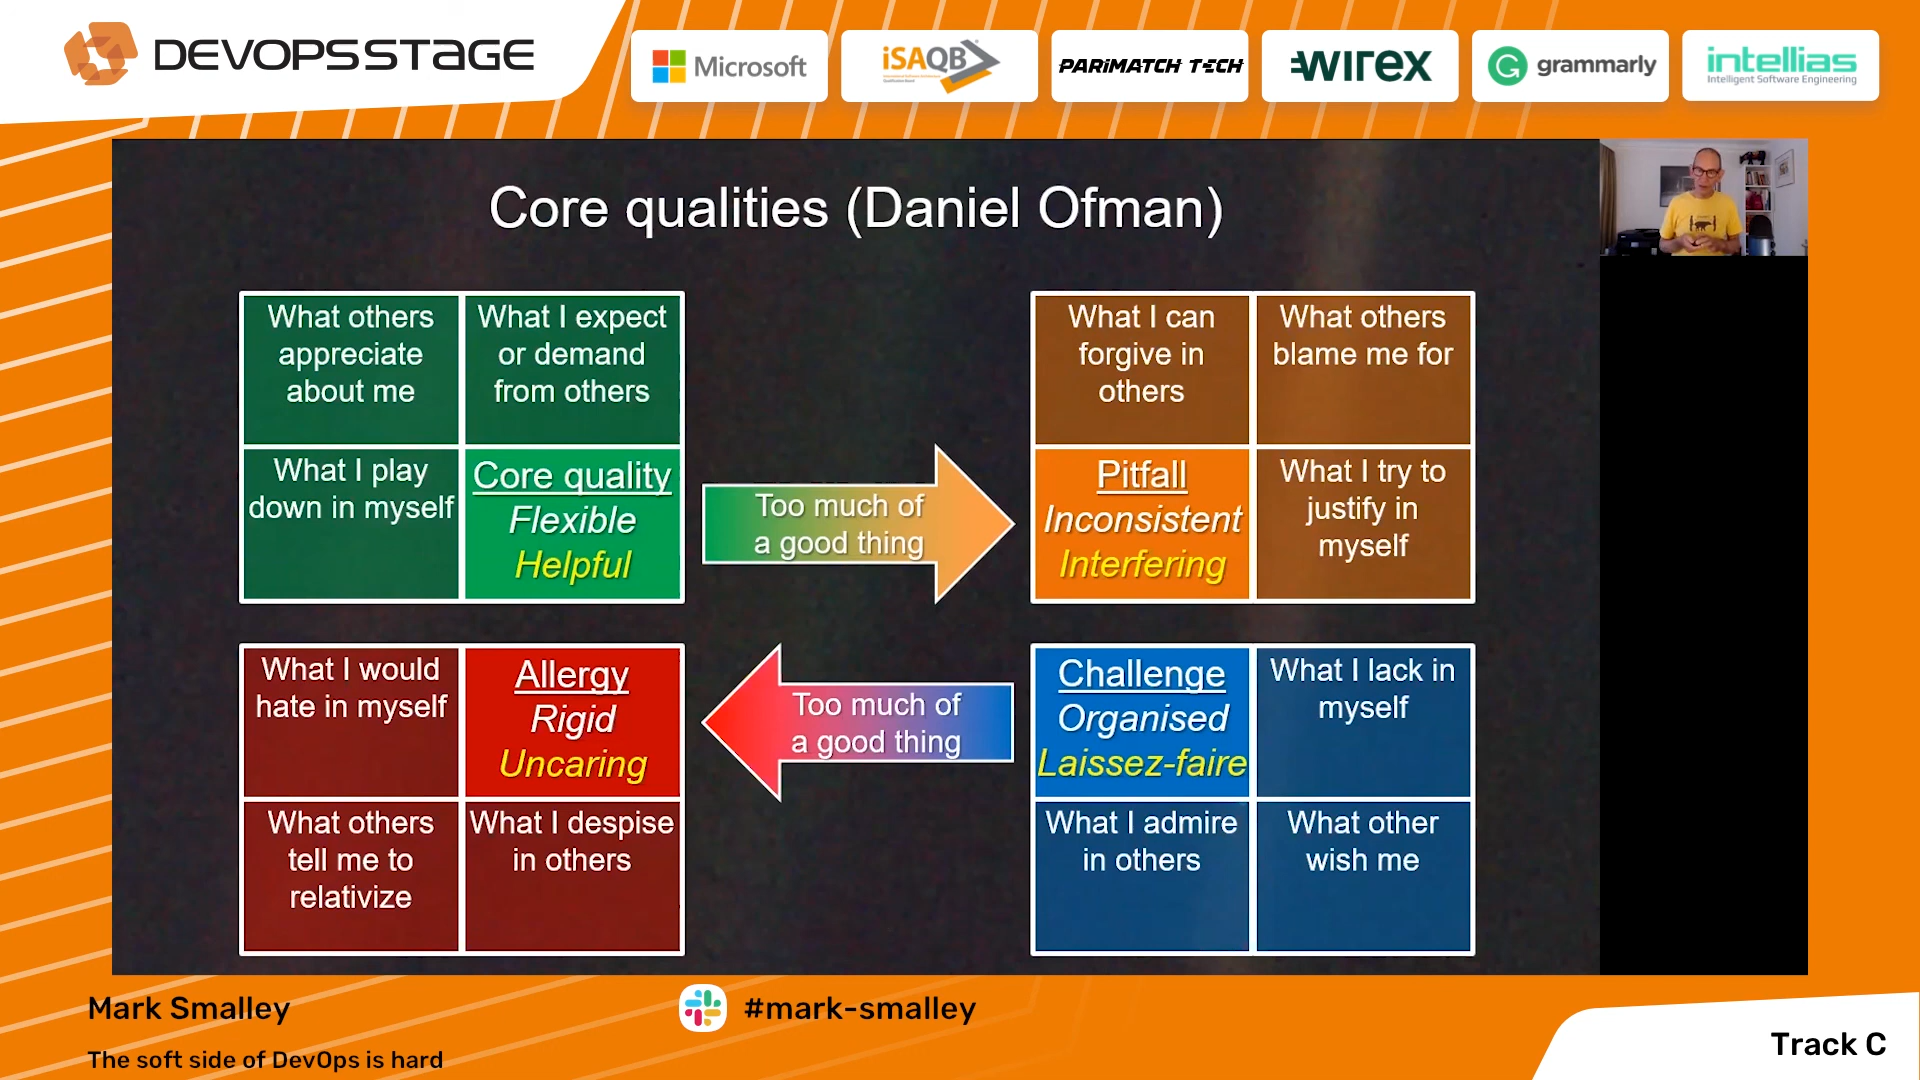 DEVOPSSTAGE
Microsoft
iSAQB
PARIMATCH TECH
WIREX
grammarly
intellias
Intelligent Software Engineering
Core qualities (Daniel Ofman)
What others
appreciate
about me
What I expect
or demand
from others
What I play
down in myself
Core quality
Flexible
Helpful
Too much of
a good thing
What I can
forgive in
others
What others
blame me for
Pitfall
Inconsistent
Interfering
What I try to
justify in
myself
What I would
hate in myself
Allergy
Rigid
Uncaring
What others
tell me to
relativize
What I despise
in others
Too much of
a good thing
Challenge
Organised
Laissez-faire
What I lack in
myself
What I admire
in others
What other
wish me
Mark Smalley
#mark-smalley
The soft side of DevOps is hard
Track C